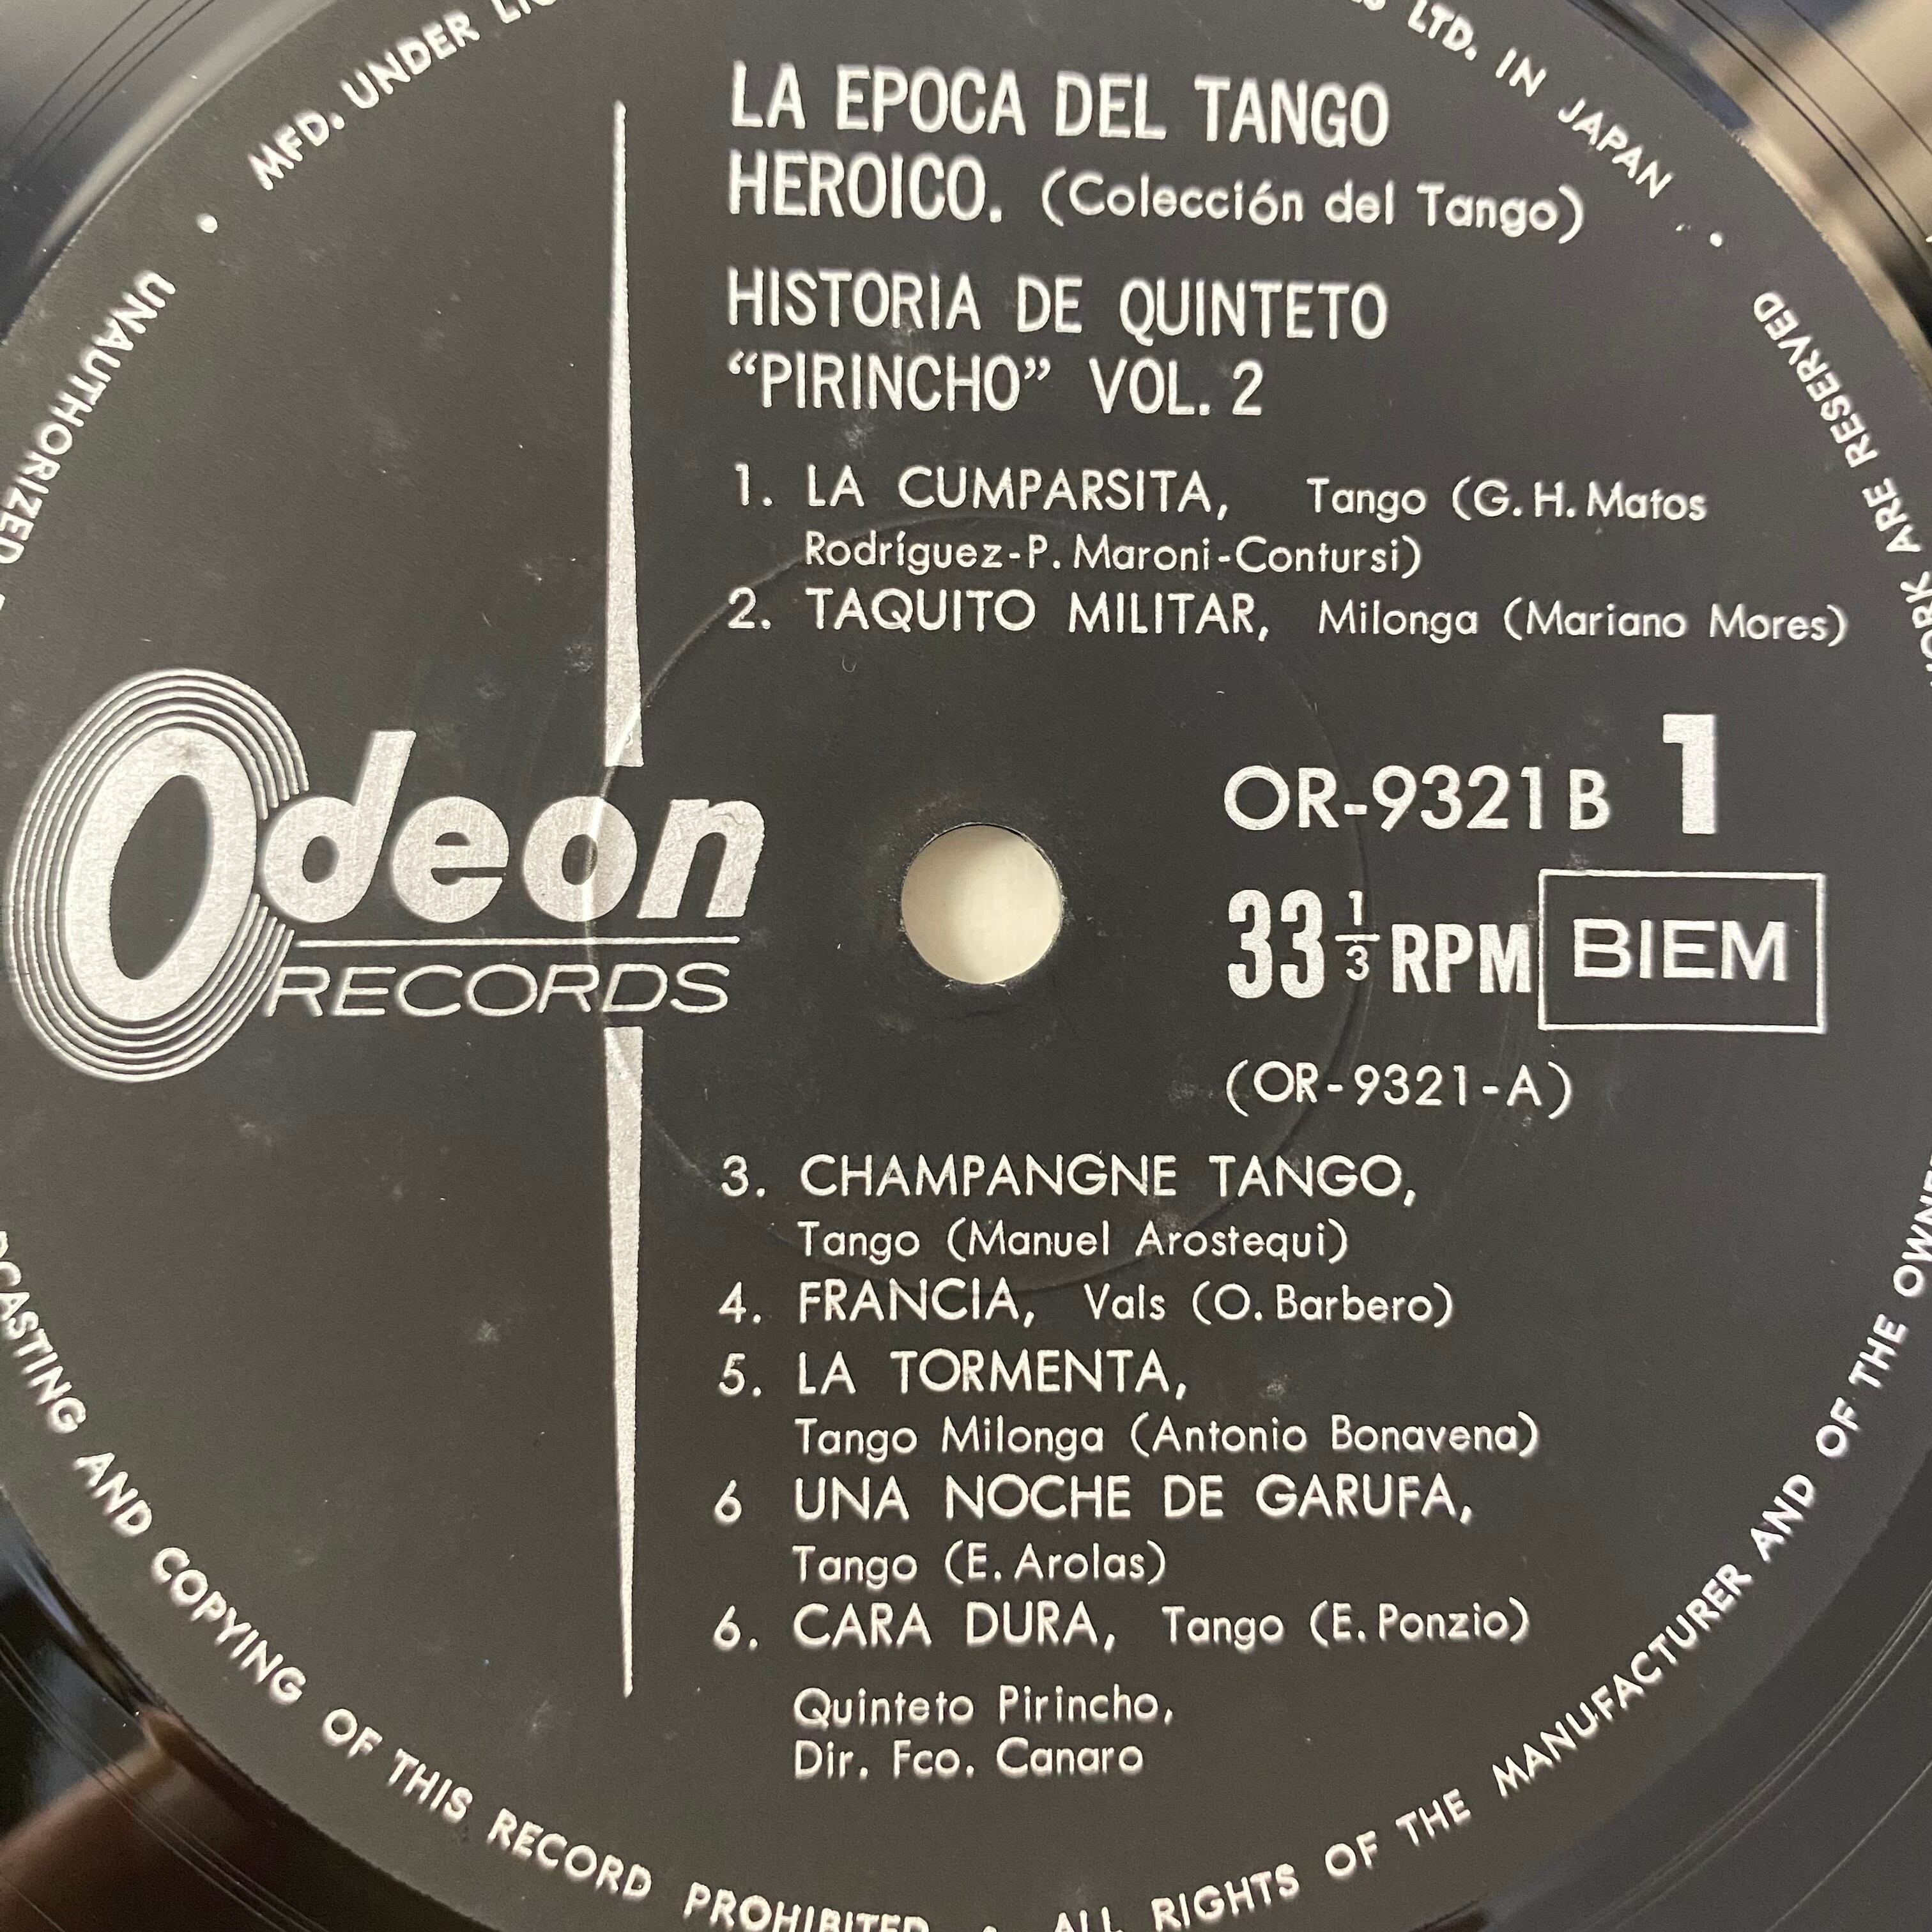 MFD. UNDER
LTD. IN JAPAN
LA EPOCA DEL TANGO
HEROICO. (Colección del Tango)
HISTORIA DE QUINTETO
“PIRINCHO” VOL. 2
1. LA CUMPARSITA, Tango (G.H. Matos
Rodríguez-P. Maroni-Contursi)
2. TAQUITO MILITAR, Milonga (Mariano Mores)
Odeon
RECORDS
OR-9321 B 1
33 1/3 RPM BIEM
(OR-9321-A)
3. CHAMPANGNE TANGO,
Tango (Manuel Arostequi)
4. FRANCIA, Vals (O. Barbero)
5. LA TORMENTA,
Tango Milonga (Antonio Bonavena)
6 UNA NOCHE DE GARUFA,
Tango (E. Arolas)
6. CARA DURA, Tango (E. Ponzio)
Quinteto Pirincho,
Dir. Fco. Canaro
ALL RIGHTS OF THE MANUFACTURER AND OF THE
ARE RESERVED
UNAUTHORIZED
AND COPYING OF THIS RECORD PROHIBITED